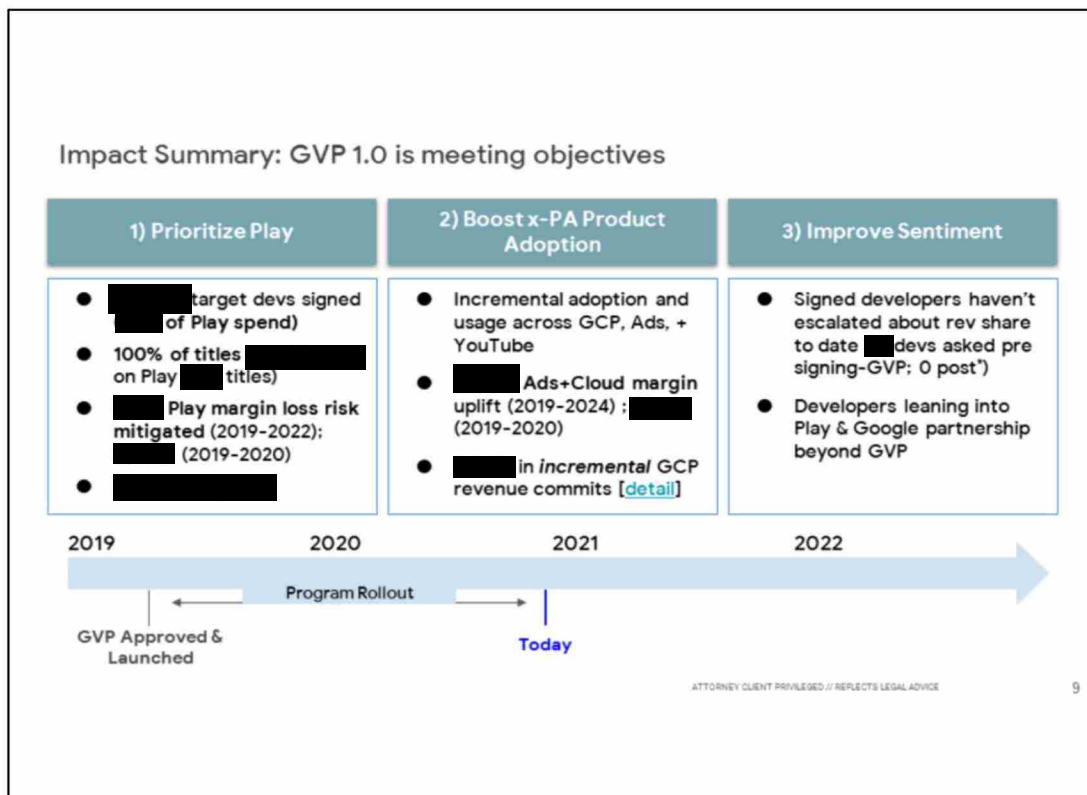 Impact Summary: GVP 1.0 is meeting objectives
1) Prioritize Play
target devs signed
of Play spend)
100% of titles
on Play titles)
Play margin loss risk
mitigated (2019-2022);
(2019-2020)
2) Boost x-PA Product
Adoption
Incremental adoption and
usage across GCP, Ads, +
YouTube
Ads+Cloud margin
uplift (2019-2024) ;
(2019-2020)
in incremental GCP
revenue commits [detail]
3) Improve Sentiment
Signed developers haven't
escalated about rev share
to date devs asked pre
signing-GVP; 0 post*)
Developers leaning into
Play & Google partnership
beyond GVP
2019 2020 2021 2022
Program Rollout
GVP Approved &
Launched
Today
ATTORNEY CLIENT PRIVILEGED // REFLECTS LEGAL ADVICE
9